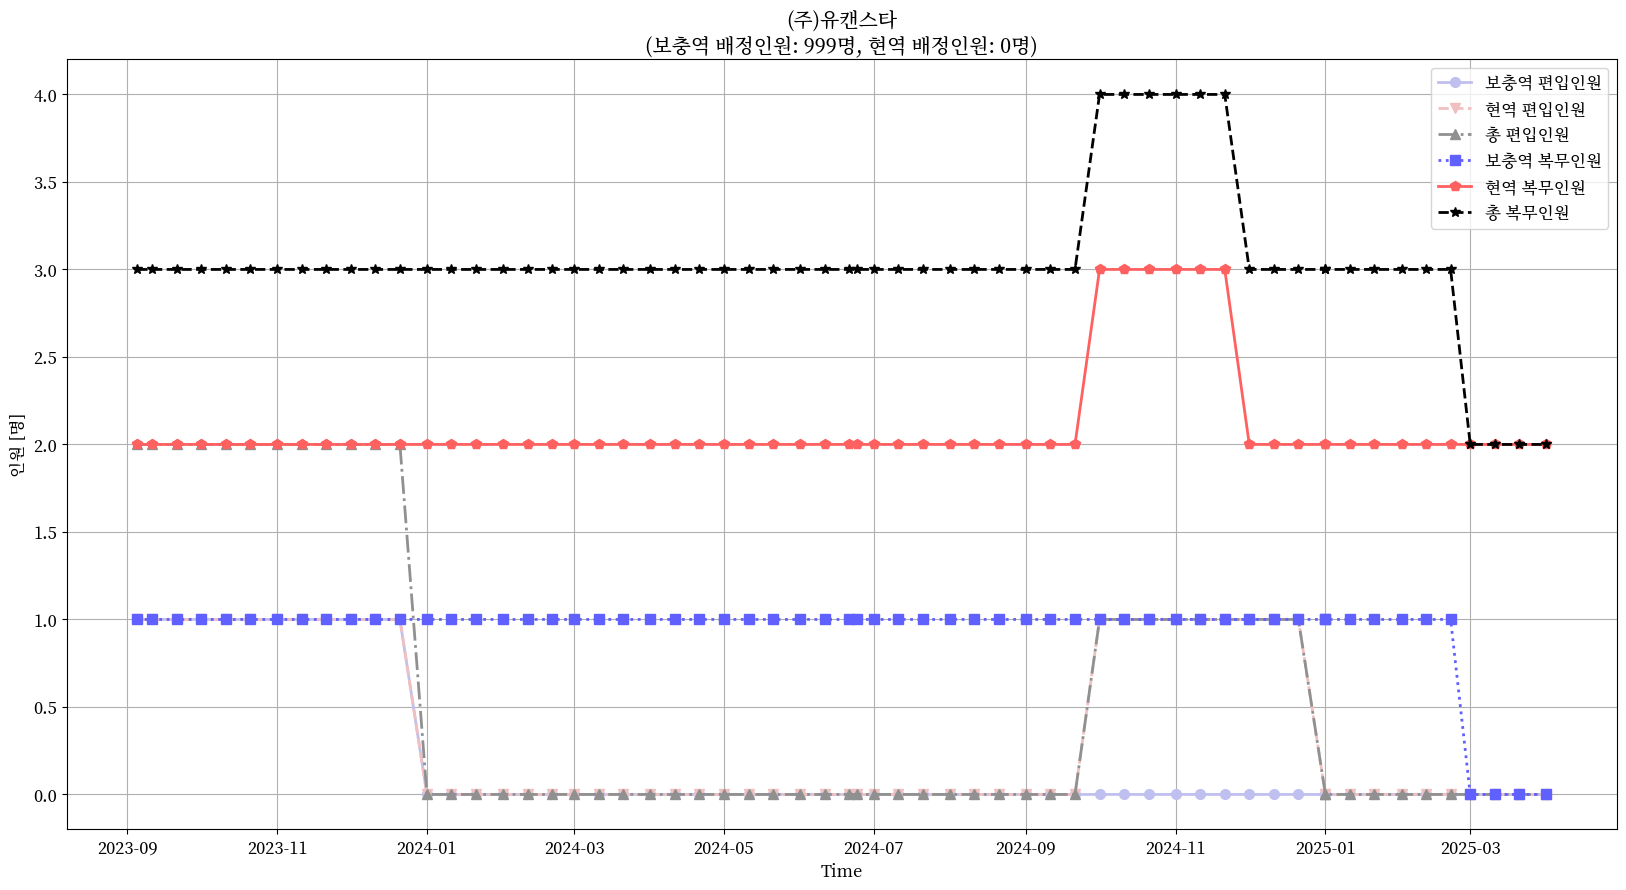 (주)유캔스타
(보충역 배정인원: 999명, 현역 배정인원: 0명)
보충역 편입인원
현역 편입인원
총 편입인원
보충역 복무인원
현역 복무인원
총 복무인원
인원 [명]
4.0
3.5
3.0
2.5
2.0
1.5
1.0
0.5
0.0
2023-09 2023-11 2024-01 2024-03 2024-05 2024-07 2024-09 2024-11 2025-01 2025-03
Time